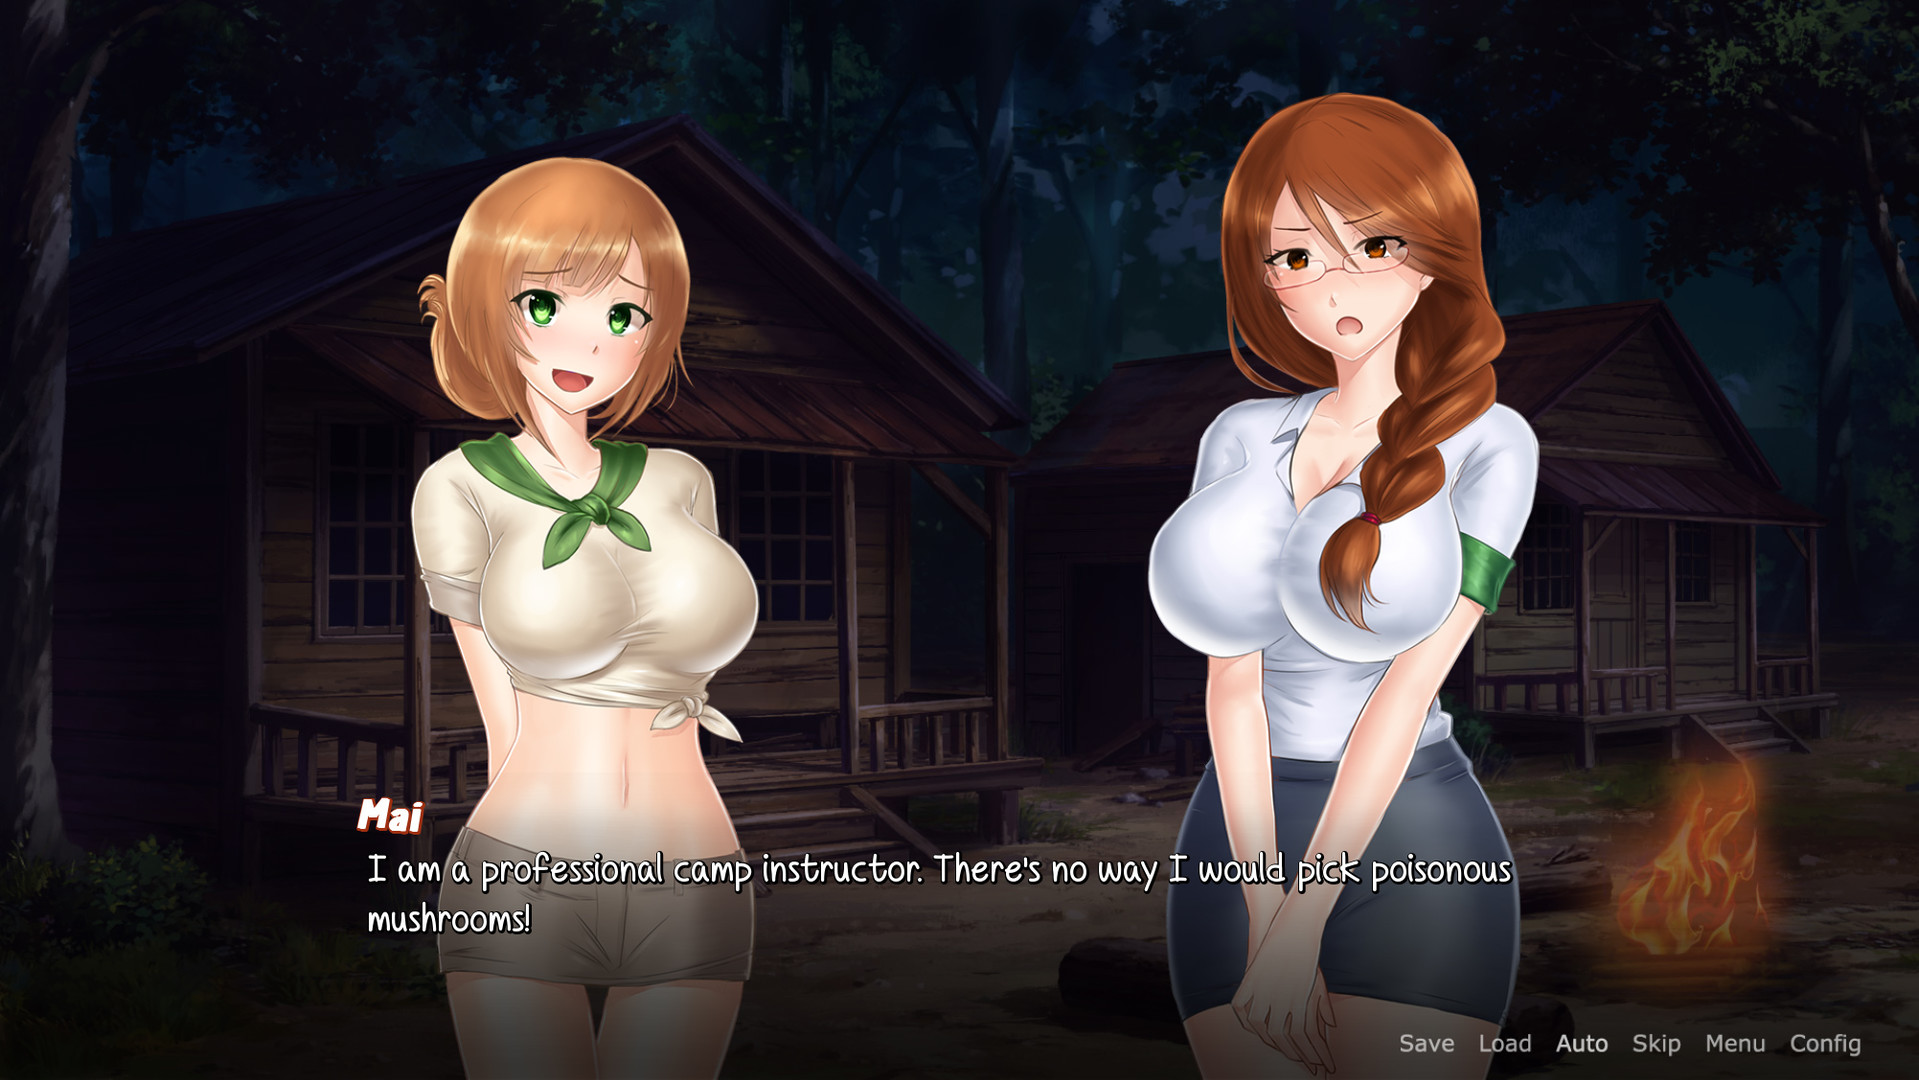 Mai
I am a professional camp instructor. There's no way I would pick poisonous
mushrooms!
Save Load Auto Skip Menu Config